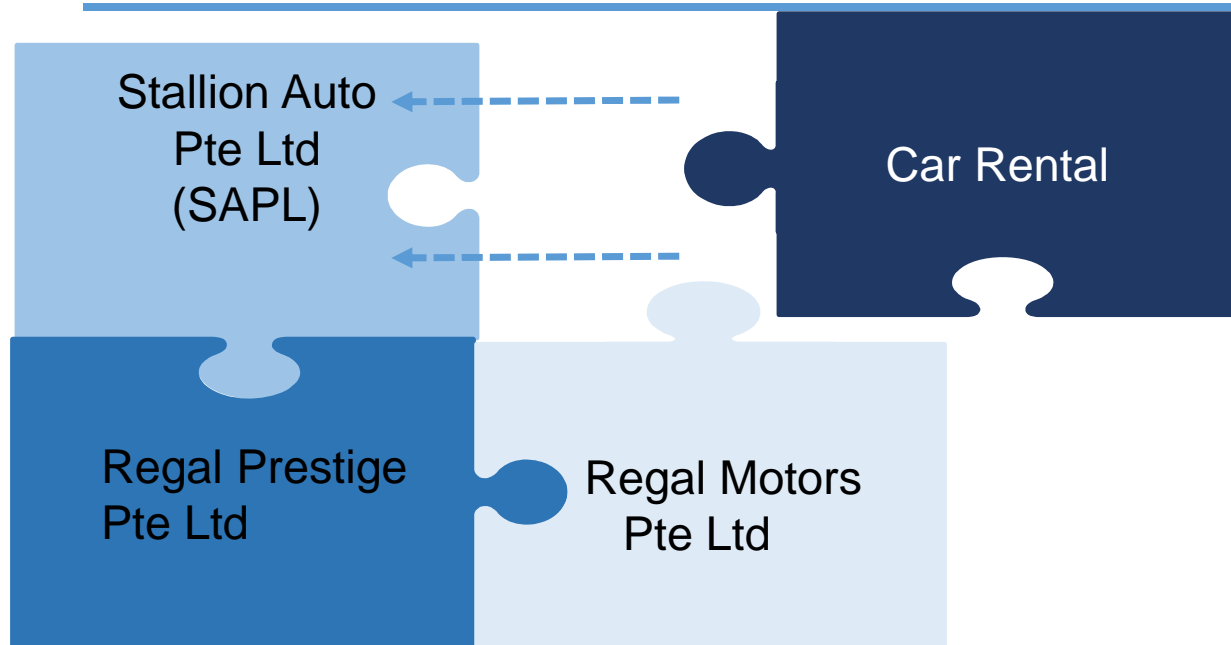 Stallion Auto
Pte Ltd
(SAPL)
Car Rental
Regal Prestige
Pte Ltd
Regal Motors
Pte Ltd